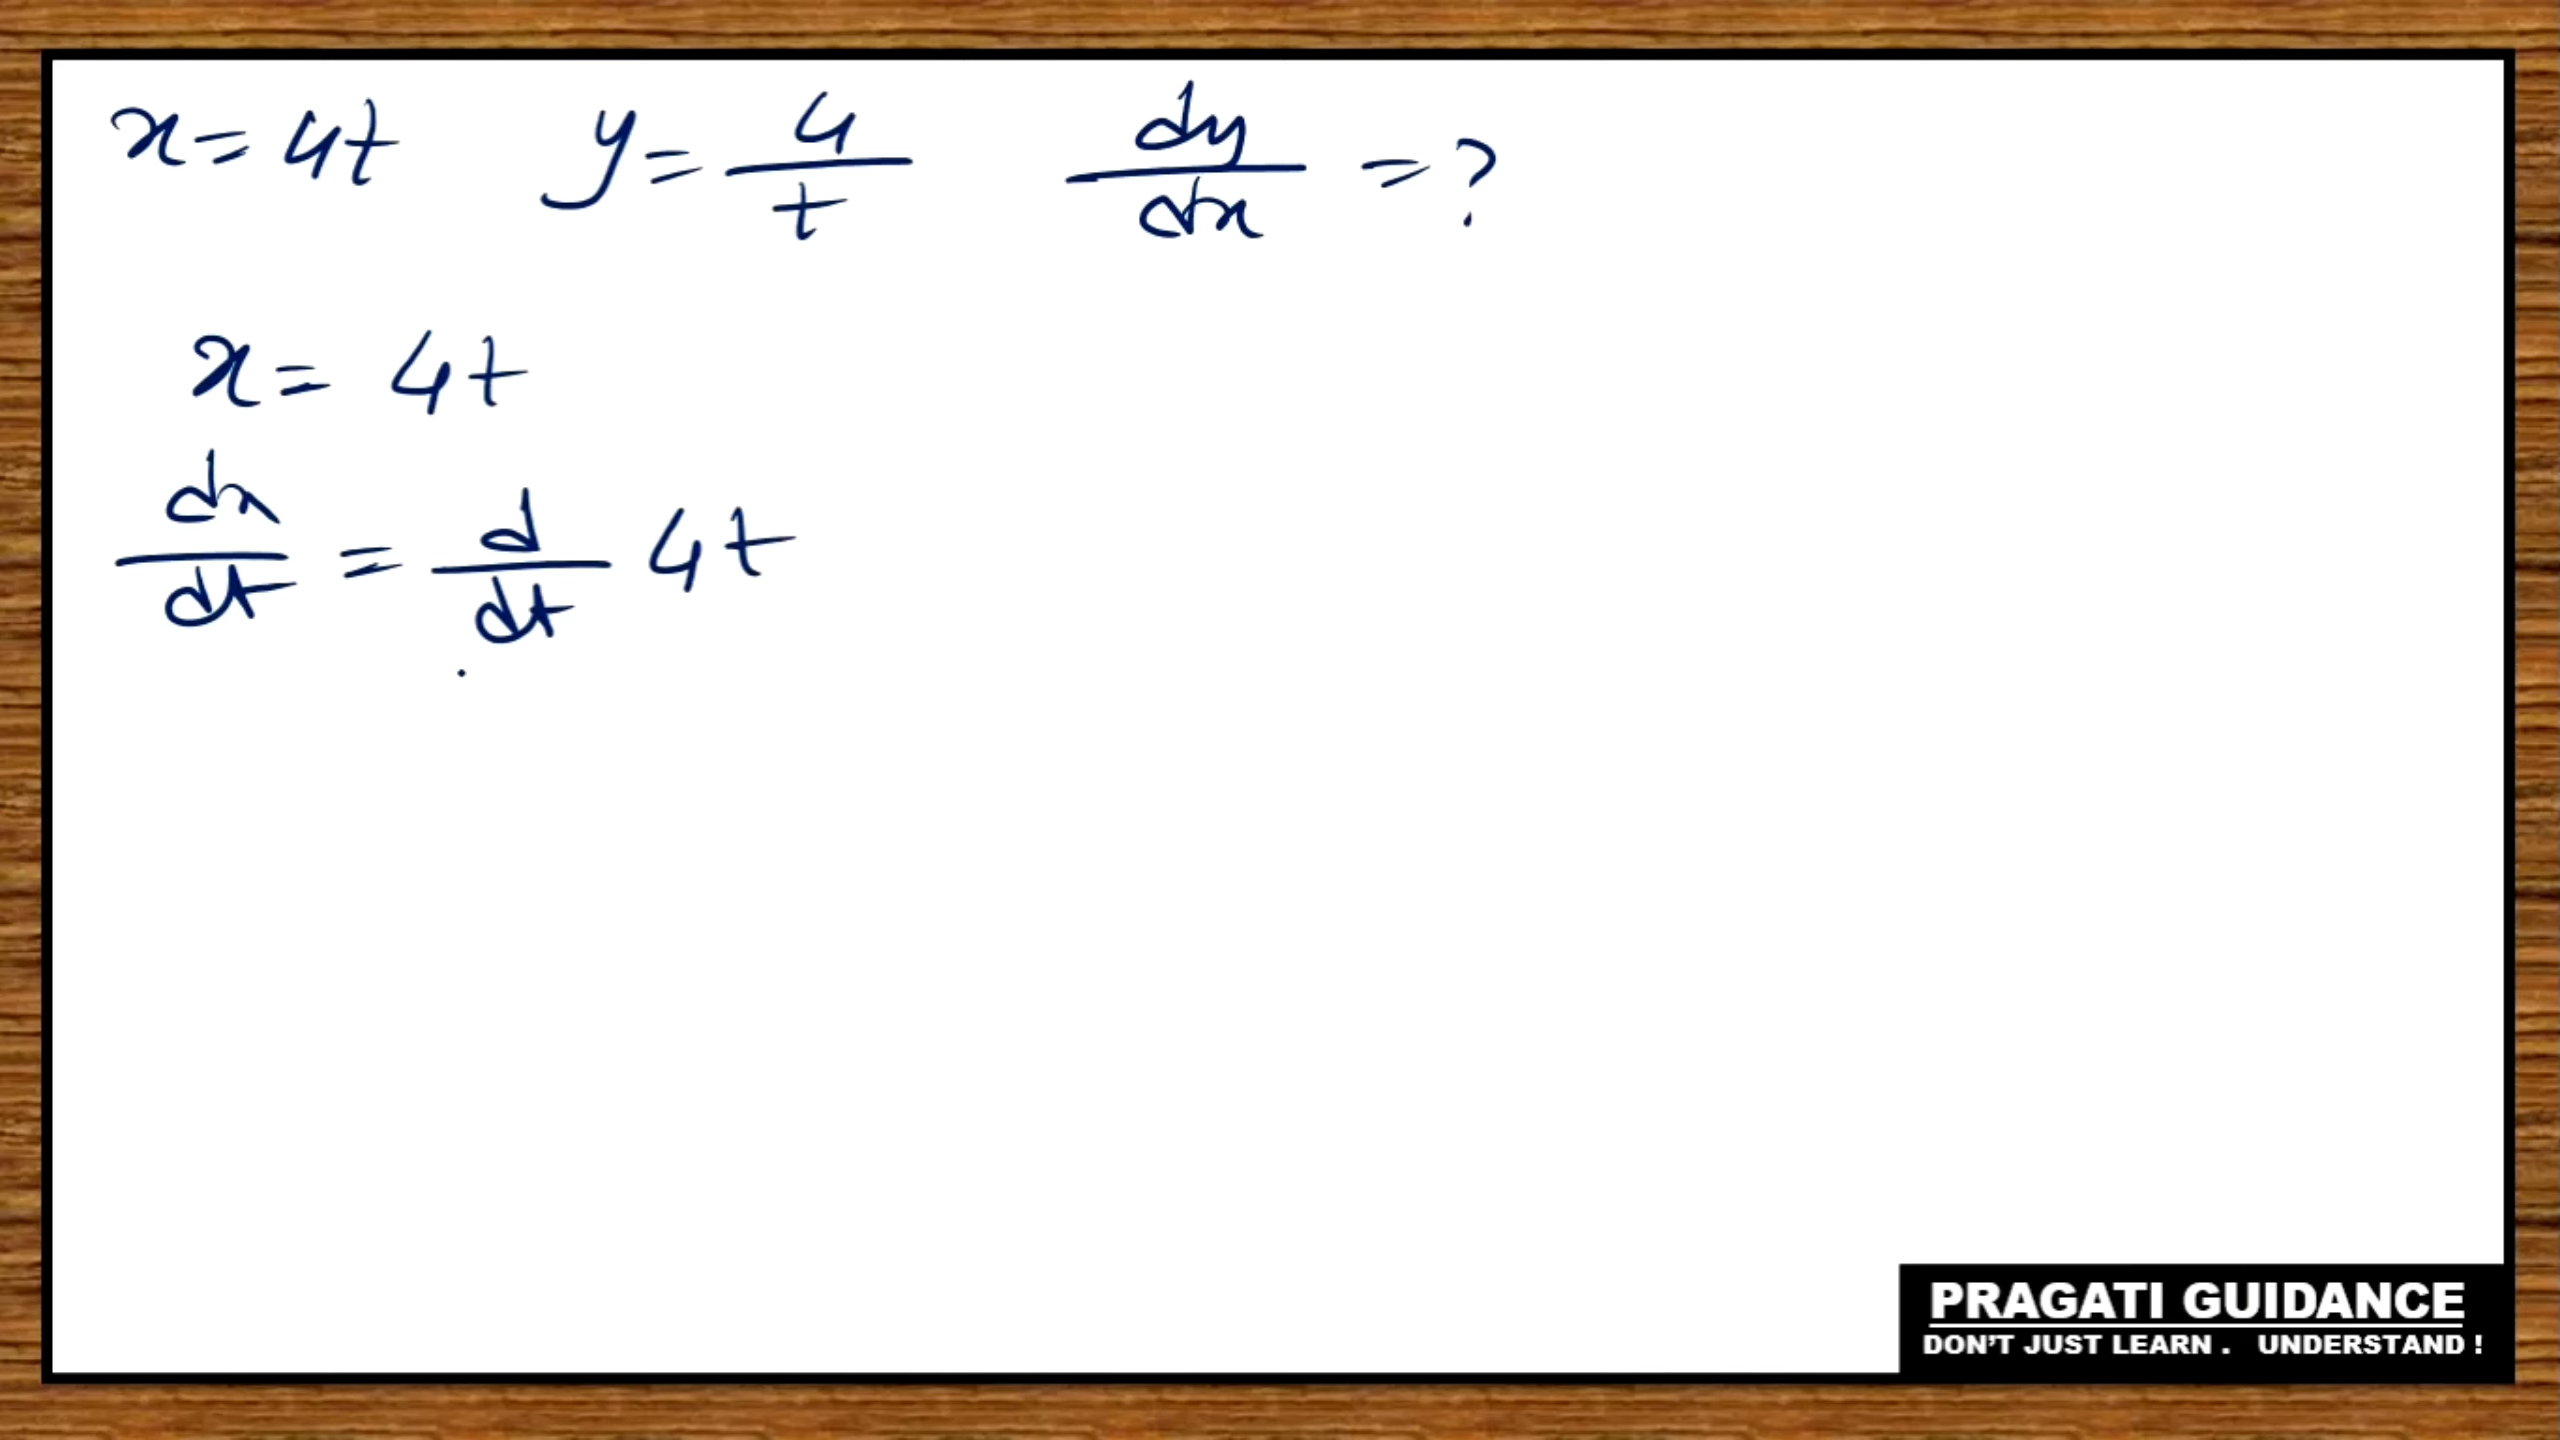 x = 4t y = 4/t dy/dx = ?
x = 4t
dx/dt = d/dt 4t
PRAGATI GUIDANCE
DON'T JUST LEARN . UNDERSTAND !